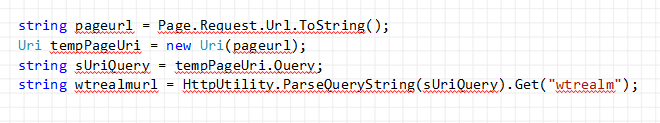 string pageurl = Page.Request.Url.ToString();
Uri tempPageUri = new Uri(pageurl);
string sUriQuery = tempPageUri.Query;
string wtrealmurl = HttpUtility.ParseQueryString(sUriQuery).Get("wtrealm");